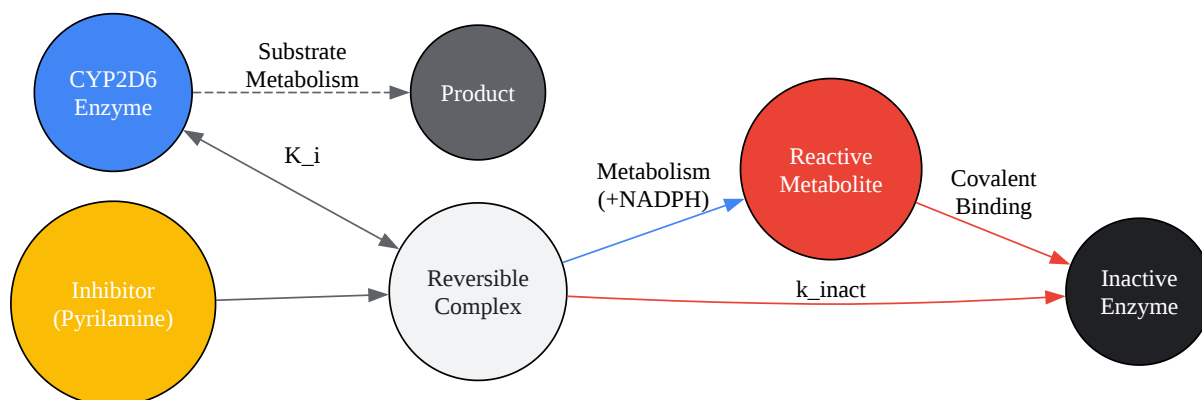 CYP2D6
Enzyme
Substrate
Metabolism
Product
K_i
Inhibitor
(Pyrilamine)
Reversible
Complex
Metabolism
(+NADPH)
Reactive
Metabolite
Covalent
Binding
k_inact
Inactive
Enzyme